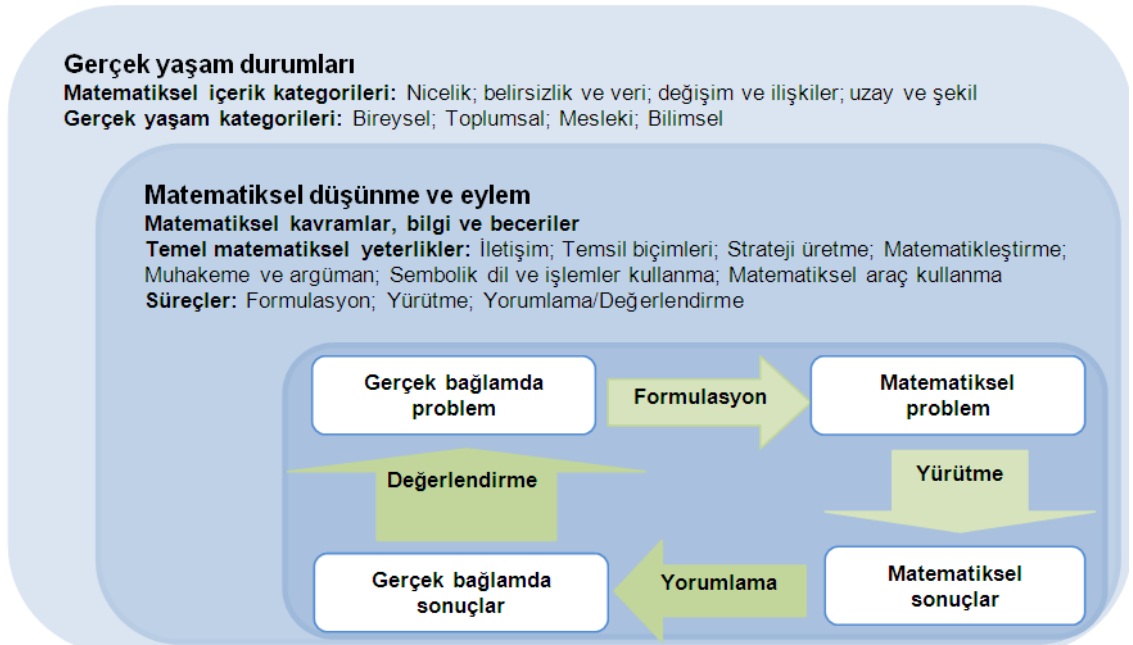 Gerçek yaşam durumları
Matematiksel içerik kategorileri: Nicelik; belirsizlik ve veri; değişim ve ilişkiler; uzay ve şekil
Gerçek yaşam kategorileri: Bireysel; Toplumsal; Mesleki; Bilimsel
Matematiksel düşünme ve eylem
Matematiksel kavramlar, bilgi ve beceriler
Temel matematiksel yeterlikler: İletişim; Temsil biçimleri; Strateji üretme; Matematikleştirme;
Muhakeme ve argüman; Sembolik dil ve işlemler kullanma; Matematiksel araç kullanma
Süreçler: Formulasyon; Yürütme; Yorumlama/Değerlendirme
Gerçek bağlamda
problem
Formulasyon
Matematiksel
problem
Değerlendirme
Yürütme
Gerçek bağlamda
sonuçlar
Yorumlama
Matematiksel
sonuçlar